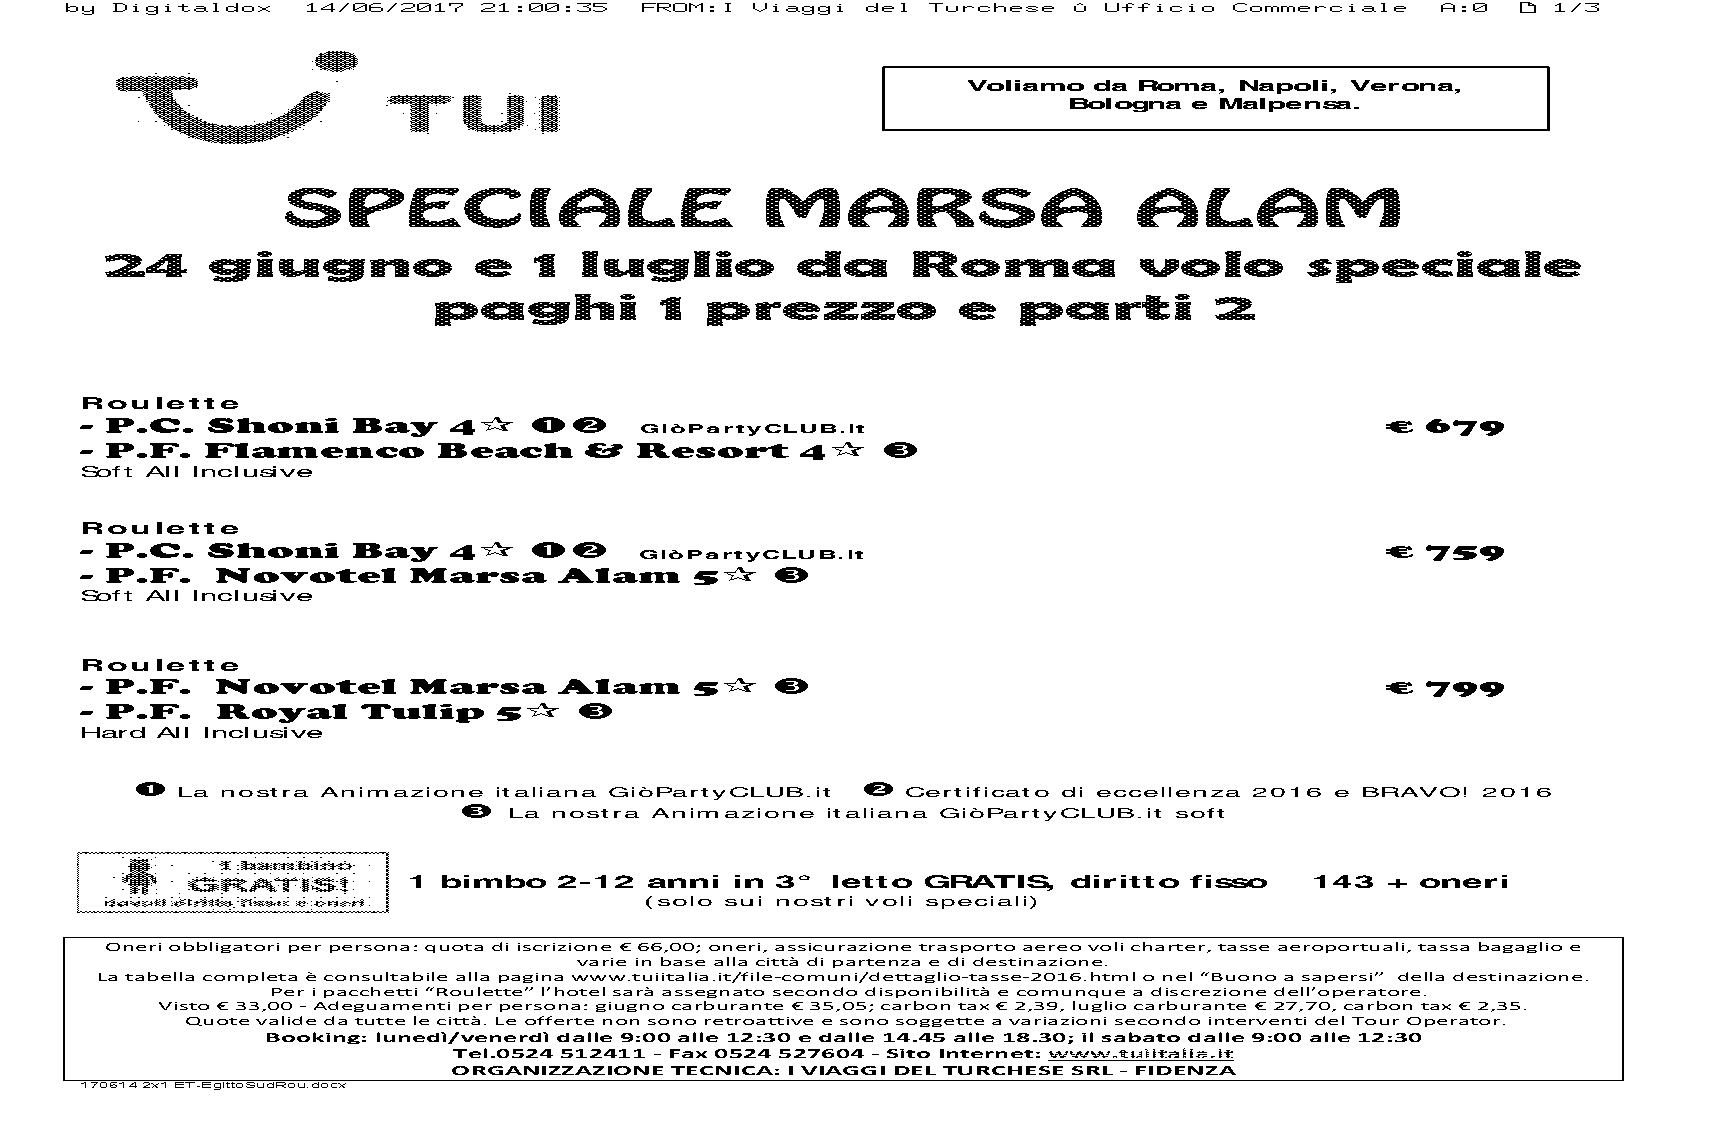 by Digitaldox 14/06/2017 21:00:35 FROM:I Viaggi del Turchese û Ufficio Commerciale A:0 1/3
TUI
Voliamo da Roma, Napoli, Verona,
Bologna e Malpensa.
SPECIALE MARSA ALAM
24 giugno e 1 luglio da Roma volo speciale
paghi 1 prezzo e parti 2
Roulette
- P.C. Shoni Bay 4☆ ❶❷ GiòPartyCLUB.it € 679
- P.F. Flamenco Beach & Resort 4☆ ❸
Soft All Inclusive
Roulette
- P.C. Shoni Bay 4☆ ❶❷ GiòPartyCLUB.it € 759
- P.F. Novotel Marsa Alam 5☆ ❸
Soft All Inclusive
Roulette
- P.F. Novotel Marsa Alam 5☆ ❸ € 799
- P.F. Royal Tulip 5☆ ❸
Hard All Inclusive
❶ La nostra Animazione italiana GiòPartyCLUB.it ❷ Certificato di eccellenza 2016 e BRAVO! 2016
❸ La nostra Animazione italiana GiòPartyCLUB.it soft
1 bambino
GRATIS!
diritto fisso e oneri
1 bimbo 2-12 anni in 3° letto GRATIS, diritto fisso 143 + oneri
(solo sui nostri voli speciali)
Oneri obbligatori per persona: quota di iscrizione € 66,00; oneri, assicurazione trasporto aereo voli charter, tasse aeroportuali, tassa bagaglio e
varie in base alla città di partenza e di destinazione.
La tabella completa è consultabile alla pagina www.tuiitalia.it/file-comuni/dettaglio-tasse-2016.html o nel “Buono a sapersi” della destinazione.
Per i pacchetti “Roulette” l’hotel sarà assegnato secondo disponibilità e comunque a discrezione dell’operatore.
Visto € 33,00 - Adeguamenti per persona: giugno carburante € 35,05; carbon tax € 2,39, luglio carburante € 27,70, carbon tax € 2,35.
Quote valide da tutte le città. Le offerte non sono retroattive e sono soggette a variazioni secondo interventi del Tour Operator.
Booking: lunedì/venerdì dalle 9:00 alle 12:30 e dalle 14.45 alle 18.30; il sabato dalle 9:00 alle 12:30
Tel.0524 512411 - Fax 0524 527604 - Sito Internet: www.tuiitalia.it
ORGANIZZAZIONE TECNICA: I VIAGGI DEL TURCHESE SRL - FIDENZA
170614 2x1 ET-EgittoSudRou.docx